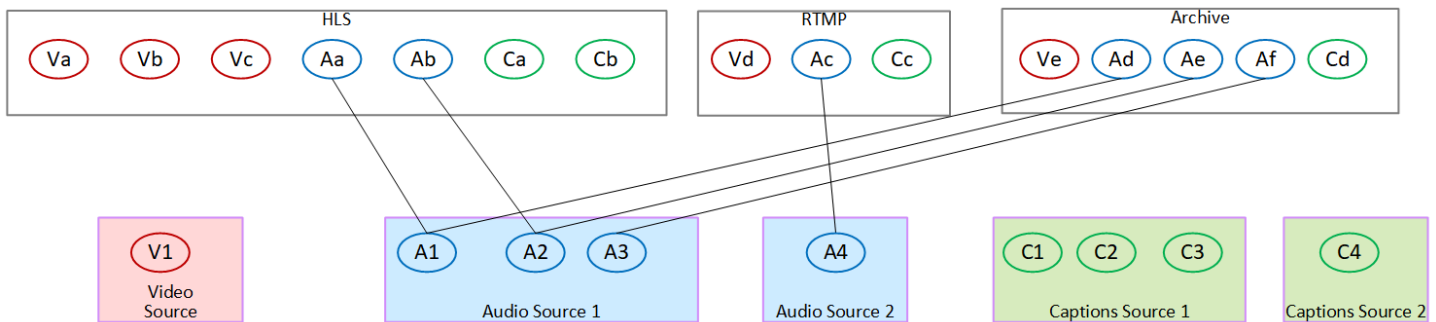 HLS
Va Vb Vc Aa Ab Ca Cb
RTMP
Vd Ac Cc
Archive
Ve Ad Ae Af Cd
V1
Video
Source
A1 A2 A3
Audio Source 1
A4
Audio Source 2
C1 C2 C3
Captions Source 1
C4
Captions Source 2